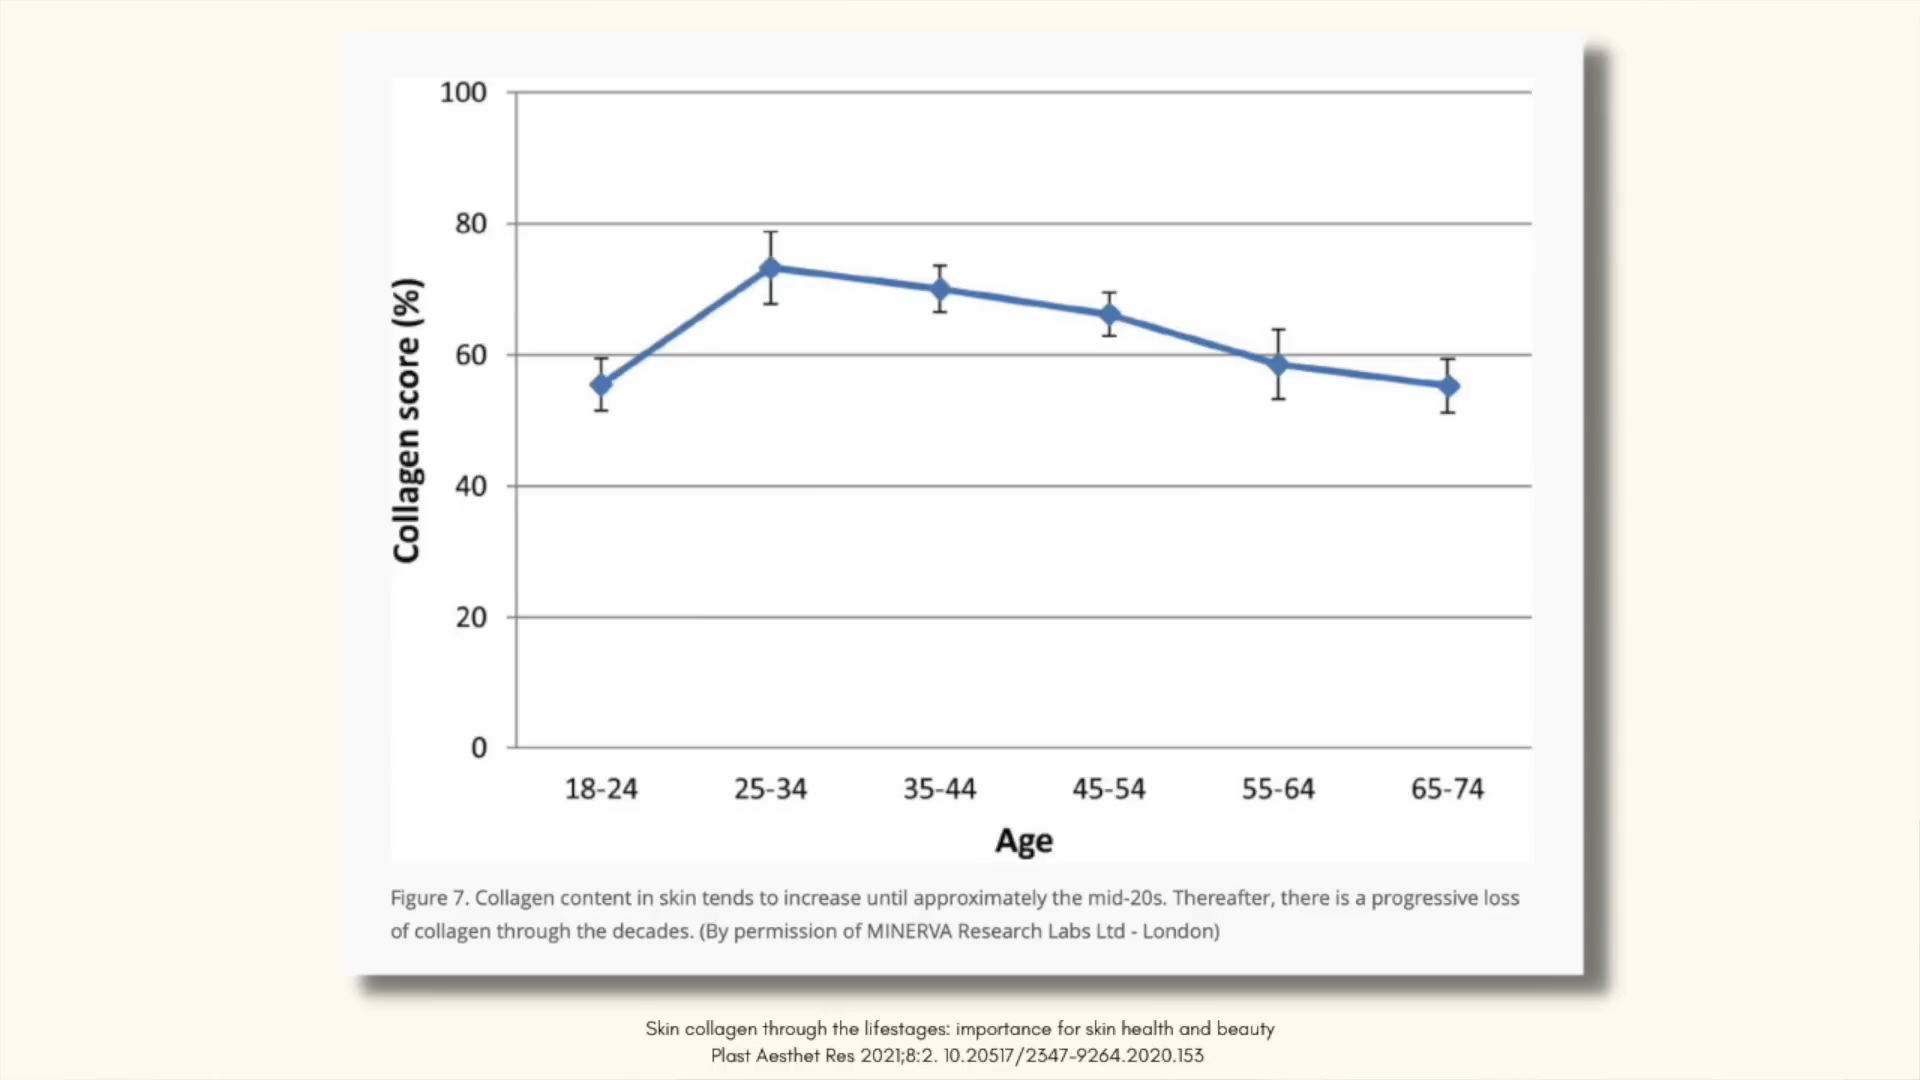 100
80
60
40
20
0
Collagen score (%)
18-24 25-34 35-44 45-54 55-64 65-74
Age
Figure 7. Collagen content in skin tends to increase until approximately the mid-20s. Thereafter, there is a progressive loss
of collagen through the decades. (By permission of MINERVA Research Labs Ltd - London)
Skin collagen through the lifestages: importance for skin health and beauty
Plast Aesthet Res 2021;8:2. 10.20517/2347-9264.2020.153